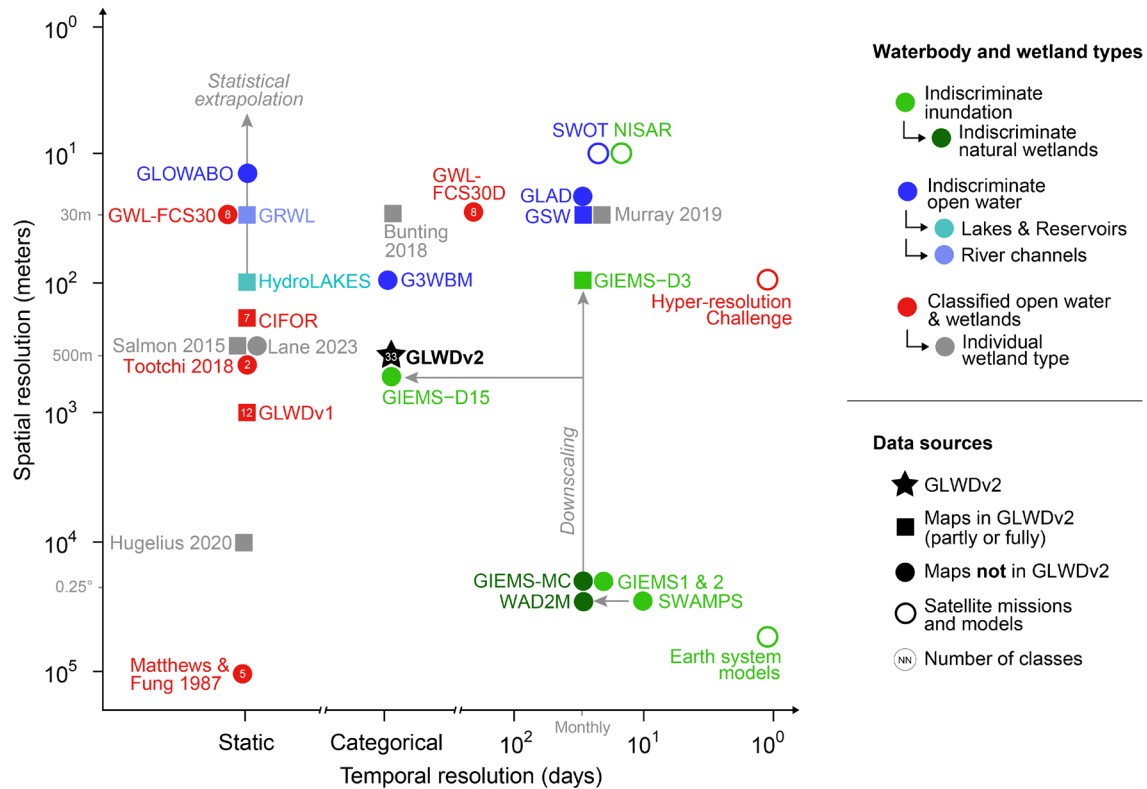 10⁰
10¹
30m
10²
500m
10³
10⁴
0.25°
10⁵
Spatial resolution (meters)
Statistical
extrapolation
GLOWABO
GWL-FCS30
8
GRWL
HydroLAKES
7
CIFOR
Salmon 2015
Lane 2023
Tootchi 2018
2
12
GLWDv1
Hugelius 2020
Matthews &
Fung 1987
5
Bunting
2018
G3WBM
33
GLWDv2
GIEMS−D15
GWL-
FCS30D
8
SWOT
NISAR
GLAD
GSW
Murray 2019
GIEMS−D3
Hyper-resolution
Challenge
Downscaling
GIEMS-MC
GIEMS1 & 2
WAD2M
SWAMPS
Earth system
models
Static
Categorical
10²
Monthly
10¹
10⁰
Temporal resolution (days)
Waterbody and wetland types
Indiscriminate
inundation
Indiscriminate
natural wetlands
Indiscriminate
open water
Lakes & Reservoirs
River channels
Classified open water
& wetlands
Individual
wetland type
Data sources
GLWDv2
Maps in GLWDv2
(partly or fully)
Maps not in GLWDv2
Satellite missions
and models
NN
Number of classes